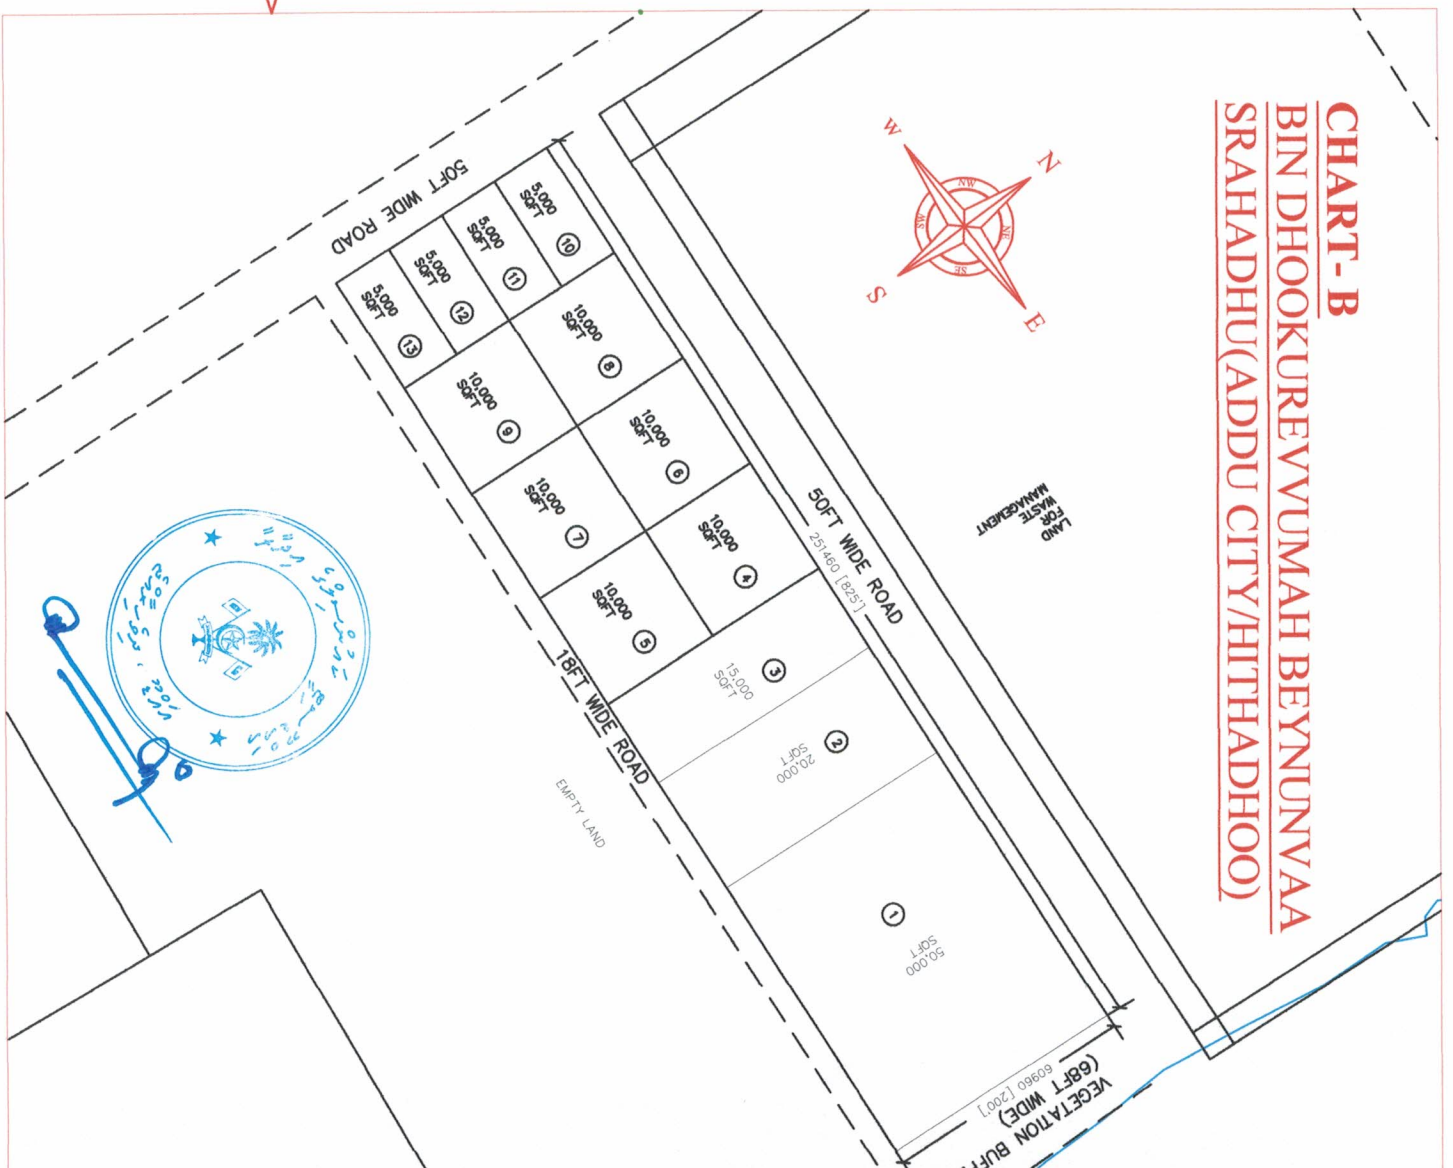 CHART- B
BIN DHOOKUREVVUMAH BEYNUNVAA
SRAHADHU(ADDU CITY/HITHADHOO)
N
NE
E
SE
S
SW
W
NW
LAND
FOR
WASTE
MANAGEMENT
50FT WIDE ROAD
50FT WIDE ROAD
251460 [825']
5,000
SQFT
10
5,000
SQFT
11
5,000
SQFT
12
5,000
SQFT
13
10,000
SQFT
8
10,000
SQFT
9
10,000
SQFT
6
10,000
SQFT
7
10,000
SQFT
4
10,000
SQFT
5
15,000
SQFT
3
20,000
SQFT
2
50,000
SQFT
1
18FT WIDE ROAD
EMPTY LAND
60960 [200']
VEGETATION BUFF
(68FT WIDE)